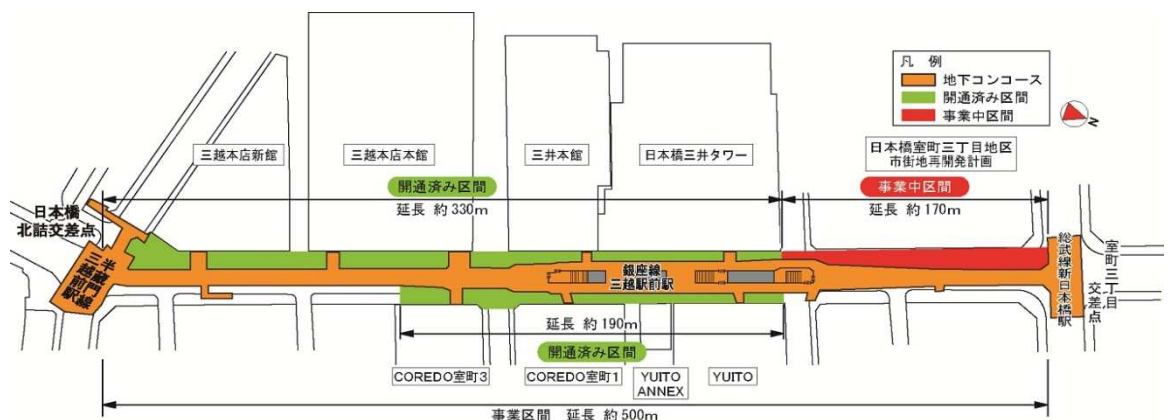 凡 例
地下コンコース
開通済み区間
事業中区間
N
三越本店新館
三越本店本館
三井本館
日本橋三井タワー
日本橋室町三丁目地区
市街地再開発計画
開通済み区間
延長 約330m
事業中区間
延長 約170m
日本橋
北詰交差点
半蔵門線
三越前駅
銀座線
三越駅前駅
総武線新日本橋駅
室町三丁目
交差点
延長 約190m
開通済み区間
COREDO室町3
COREDO室町1
YUITO
ANNEX
YUITO
事業区間 延長 約500m